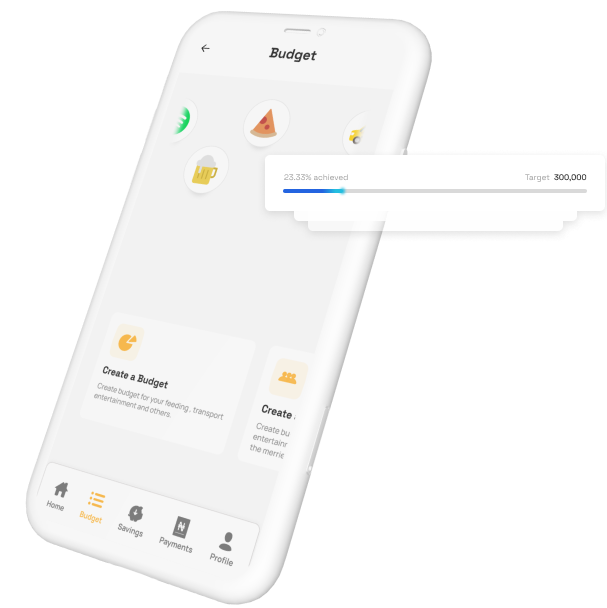 Budget
23.33% achieved
Target 300,000
Create a Budget
Create budget for your feeding, transport
entertainment and others.
Create
Create bu
entertainr
the merrie
Home
Budget
Savings
Payments
Profile